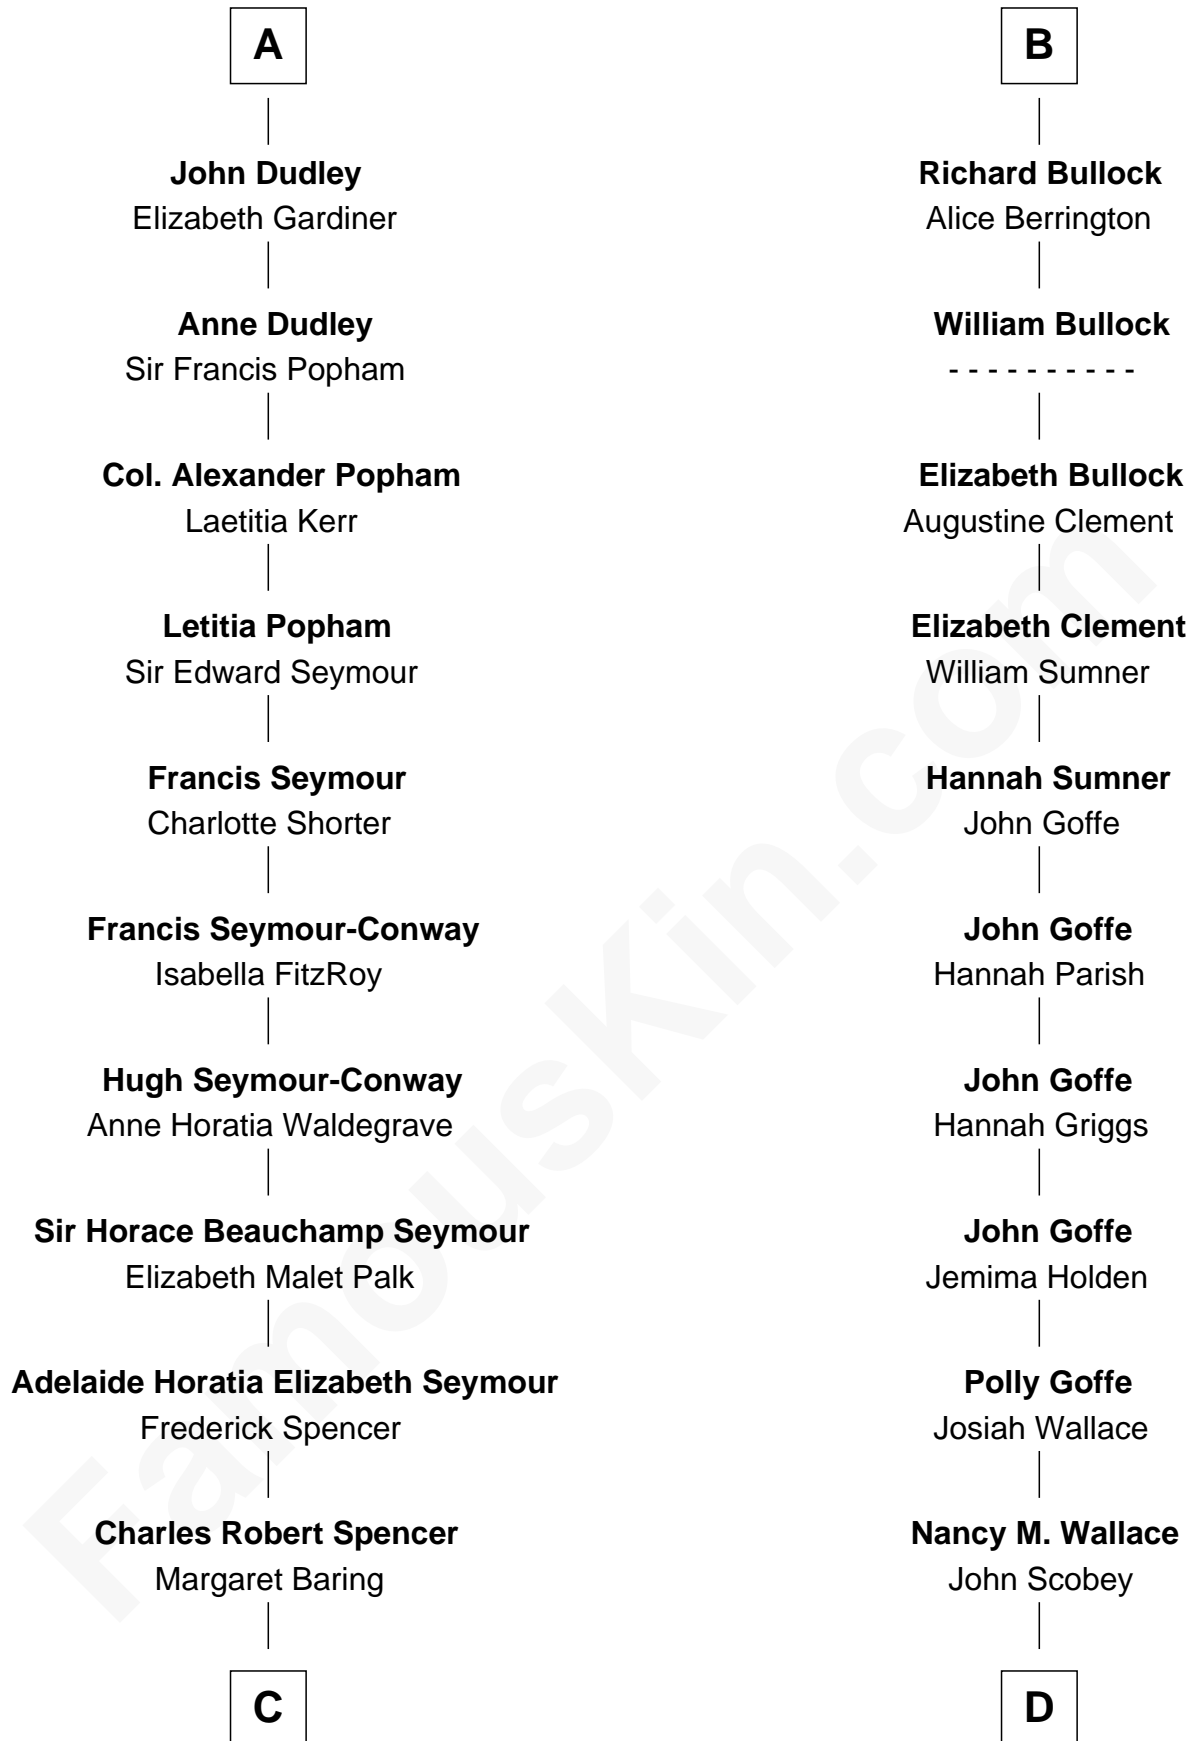 A
John Dudley
Elizabeth Gardiner
Anne Dudley
Sir Francis Popham
Col. Alexander Popham
Laetitia Kerr
Letitia Popham
Sir Edward Seymour
Francis Seymour
Charlotte Shorter
Francis Seymour-Conway
Isabella FitzRoy
Hugh Seymour-Conway
Anne Horatia Waldegrave
Sir Horace Beauchamp Seymour
Elizabeth Malet Palk
Adelaide Horatia Elizabeth Seymour
Frederick Spencer
Charles Robert Spencer
Margaret Baring
C
B
Richard Bullock
Alice Berrington
William Bullock
- - - - - - - - - -
Elizabeth Bullock
Augustine Clement
Elizabeth Clement
William Sumner
Hannah Sumner
John Goffe
John Goffe
Hannah Parish
John Goffe
Hannah Griggs
John Goffe
Jemima Holden
Polly Goffe
Josiah Wallace
Nancy M. Wallace
John Scobey
D
FamousKin.com